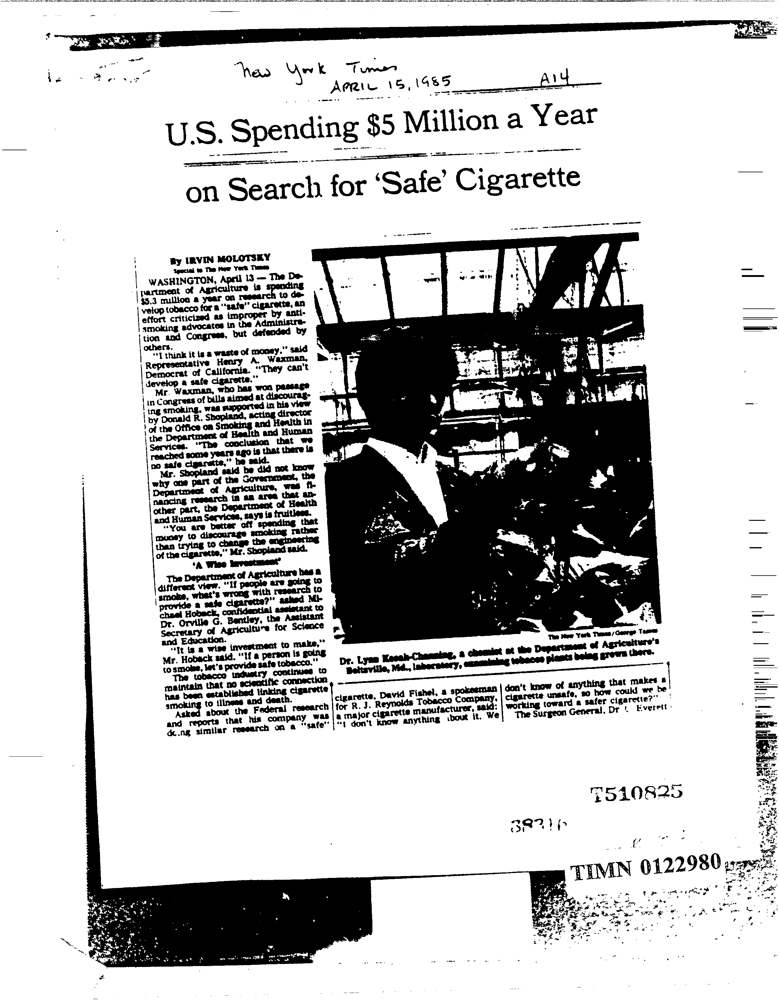 New York Times
APRIL 15, 1985 A14
U.S. Spending $5 Million a Year
on Search for ‘Safe’ Cigarette
By IRVIN MOLOTSKY
Special to The New York Times
WASHINGTON, April 13 — The De-
partment of Agriculture is spending
$5.3 million a year on research to de-
velop tobacco for a "safe" cigarette, an
effort criticized as improper by anti-
smoking advocates in the Administra-
tion and Congress, but defended by
others.
"I think it is a waste of money," said
Representative Henry A. Waxman,
Democrat of California. "They can't
develop a safe cigarette."
Mr. Waxman, who has won passage
in Congress of bills aimed at discourag-
ing smoking, was supported in his view
by Donald R. Shopland, acting director
of the Office on Smoking and Health in
the Department of Health and Human
Services. "The conclusion that we
reached some years ago is that there is
no safe cigarette," he said.
Mr. Shopland said he did not know
why one part of the Government, the
Department of Agriculture, was fi-
nancing research in an area that an-
other part, the Department of Health
and Human Services, says is fruitless.
"You are better off spending that
money to discourage smoking rather
than trying to change the engineering
of the cigarette," Mr. Shopland said.
'A Wise Investment'
The Department of Agriculture has a
different view. "If people are going to
smoke, what's wrong with research to
provide a safe cigarette?" asked Mi-
chael Hoback, confidential assistant to
Dr. Orville G. Bentley, the Assistant
Secretary of Agriculture for Science
and Education.
"It is a wise investment to make,"
Mr. Hoback said. "If a person is going
to smoke, let's provide safe tobacco."
The tobacco industry continues to
maintain that no scientific connection
has been established linking cigarette
smoking to illness and death.
Asked about the Federal research
and reports that his company was
doing similar research on a "safe"
The New York Times/George Tames
Dr. Lynn Kasah-Channing, a chemist at the Department of Agriculture's
Beltsville, Md., laboratory, examining tobacco plants being grown there.
cigarette, David Fishel, a spokesman
for R. J. Reynolds Tobacco Company,
a major cigarette manufacturer, said:
"I don't know anything about it. We
don't know of anything that makes a
cigarette unsafe, so how could we be
working toward a safer cigarette?"
The Surgeon General, Dr C. Everett
T510825
TIMN 0122980